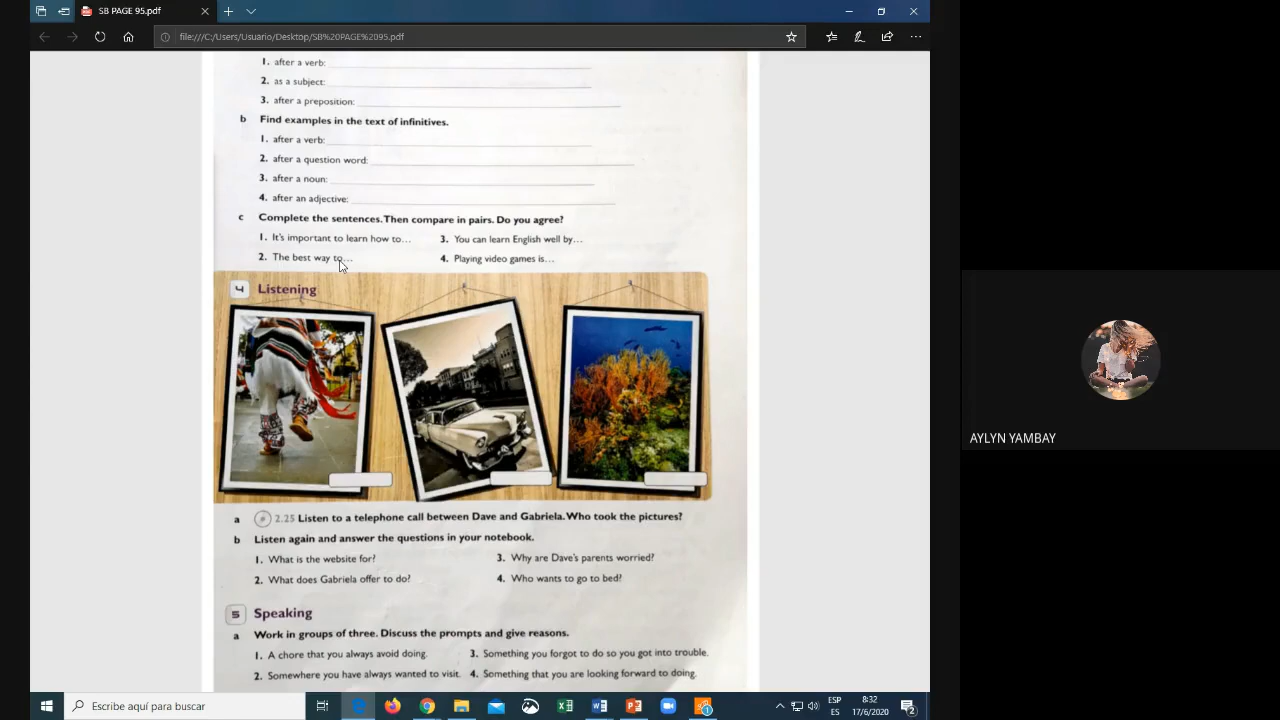 SB PAGE 95.pdf
file:///C:/Users/Usuario/Desktop/SB%20PAGE%2095.pdf
1. after a verb:
2. as a subject:
3. after a preposition:
b Find examples in the text of infinitives.
1. after a verb:
2. after a question word:
3. after a noun:
4. after an adjective:
c Complete the sentences. Then compare in pairs. Do you agree?
1. It's important to learn how to... 3. You can learn English well by...
2. The best way to... 4. Playing video games is...
4 Listening
a 2.25 Listen to a telephone call between Dave and Gabriela. Who took the pictures?
b Listen again and answer the questions in your notebook.
1. What is the website for? 3. Why are Dave's parents worried?
2. What does Gabriela offer to do? 4. Who wants to go to bed?
5 Speaking
a Work in groups of three. Discuss the prompts and give reasons.
1. A chore that you always avoid doing. 3. Something you forgot to do so you got into trouble.
2. Somewhere you have always wanted to visit. 4. Something that you are looking forward to doing.
AYLYN YAMBAY
Escribe aquí para buscar
ESP 8:32
ES 17/6/2020